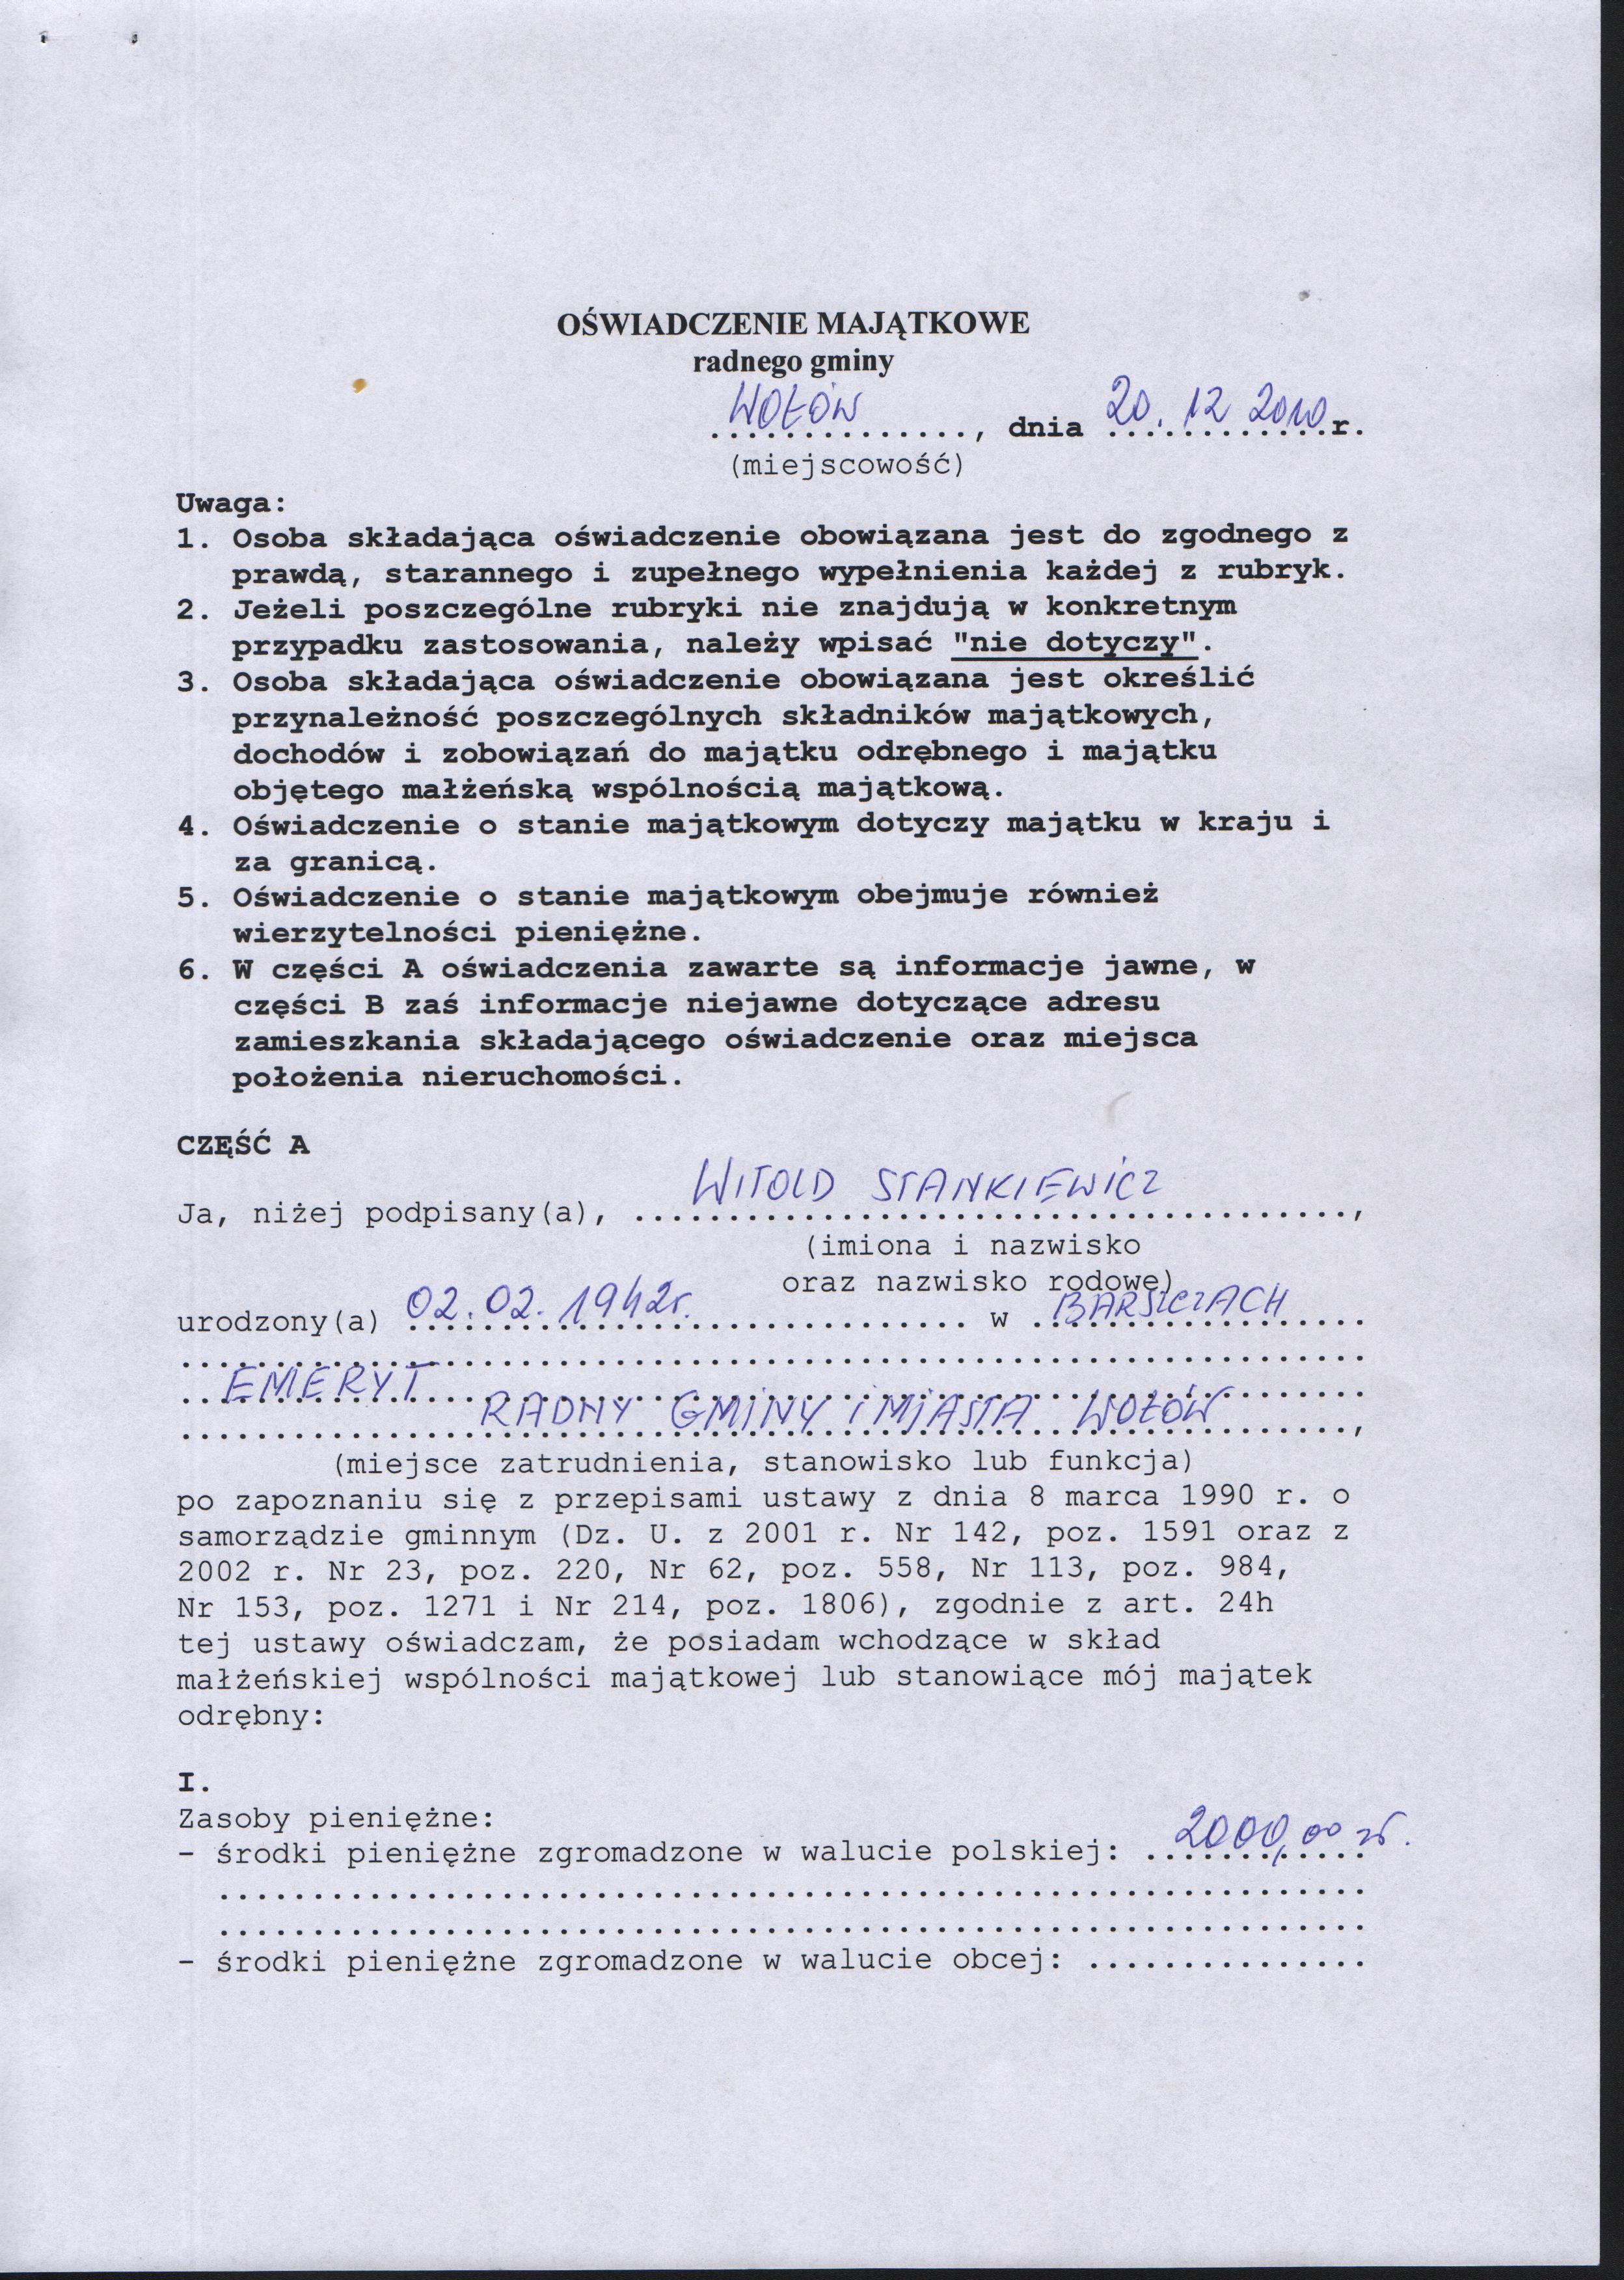 OŚWIADCZENIE MAJĄTKOWE
radnego gminy
WOŁÓW, dnia 20.12 2010 r.
(miejscowość)
Uwaga:
1. Osoba składająca oświadczenie obowiązana jest do zgodnego z
prawdą, starannego i zupełnego wypełnienia każdej z rubryk.
2. Jeżeli poszczególne rubryki nie znajdują w konkretnym
przypadku zastosowania, należy wpisać "nie dotyczy".
3. Osoba składająca oświadczenie obowiązana jest określić
przynależność poszczególnych składników majątkowych,
dochodów i zobowiązań do majątku odrębnego i majątku
objętego małżeńską wspólnością majątkową.
4. Oświadczenie o stanie majątkowym dotyczy majątku w kraju i
za granicą.
5. Oświadczenie o stanie majątkowym obejmuje również
wierzytelności pieniężne.
6. W części A oświadczenia zawarte są informacje jawne, w
części B zaś informacje niejawne dotyczące adresu
zamieszkania składającego oświadczenie oraz miejsca
położenia nieruchomości.
CZĘŚĆ A
Ja, niżej podpisany(a), WITOLD STANKIEWICZ,
(imiona i nazwisko
oraz nazwisko rodowe)
urodzony(a) 02.02.1942r. w BARSZCZACH
EMERYT
RADNY GMINY i MIASTA WOŁÓW,
(miejsce zatrudnienia, stanowisko lub funkcja)
po zapoznaniu się z przepisami ustawy z dnia 8 marca 1990 r. o
samorządzie gminnym (Dz. U. z 2001 r. Nr 142, poz. 1591 oraz z
2002 r. Nr 23, poz. 220, Nr 62, poz. 558, Nr 113, poz. 984,
Nr 153, poz. 1271 i Nr 214, poz. 1806), zgodnie z art. 24h
tej ustawy oświadczam, że posiadam wchodzące w skład
małżeńskiej wspólności majątkowej lub stanowiące mój majątek
odrębny:
I.
Zasoby pieniężne:
- środki pieniężne zgromadzone w walucie polskiej: 2000,00 zł.
- środki pieniężne zgromadzone w walucie obcej: ...............